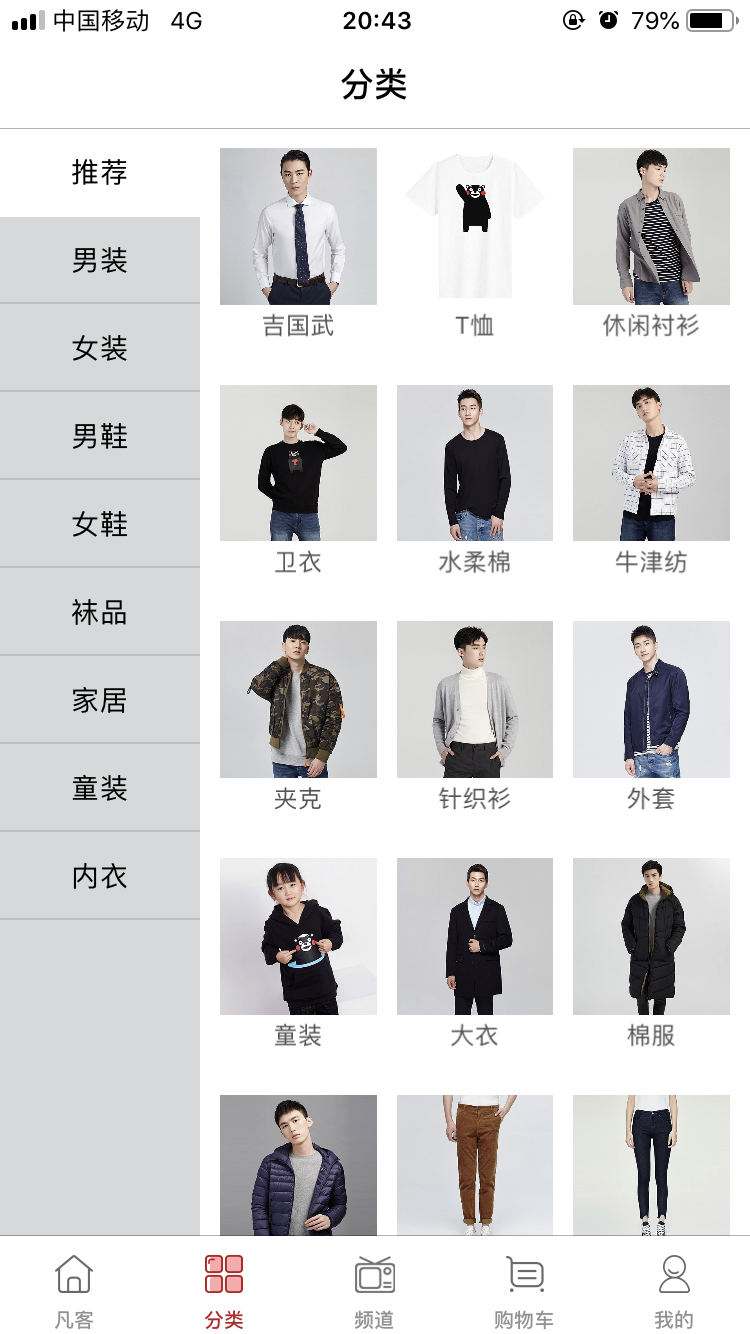 中国移动 4G 20:43 79%
分类
推荐
男装
女装
男鞋
女鞋
袜品
家居
童装
内衣
吉国武 T恤 休闲衬衫
卫衣 水柔棉 牛津纺
夹克 针织衫 外套
童装 大衣 棉服
凡客 分类 频道 购物车 我的